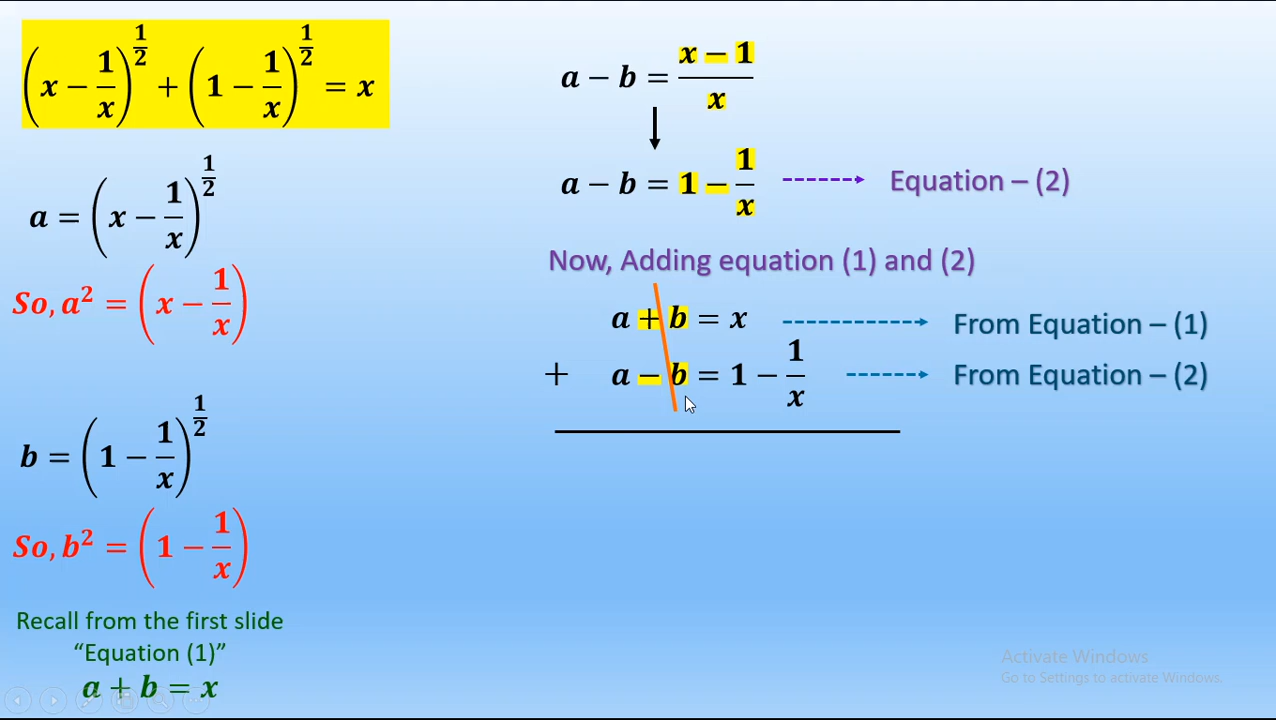 (x − 1/x)^(1/2) + (1 − 1/x)^(1/2) = x
a = (x − 1/x)^(1/2)
So, a² = (x − 1/x)
b = (1 − 1/x)^(1/2)
So, b² = (1 − 1/x)
Recall from the first slide
“Equation (1)”
a + b = x
a − b = (x − 1)/x
a − b = 1 − 1/x Equation – (2)
Now, Adding equation (1) and (2)
a + b = x From Equation – (1)
+ a − b = 1 − 1/x From Equation – (2)
Activate Windows
Go to Settings to activate Windows.